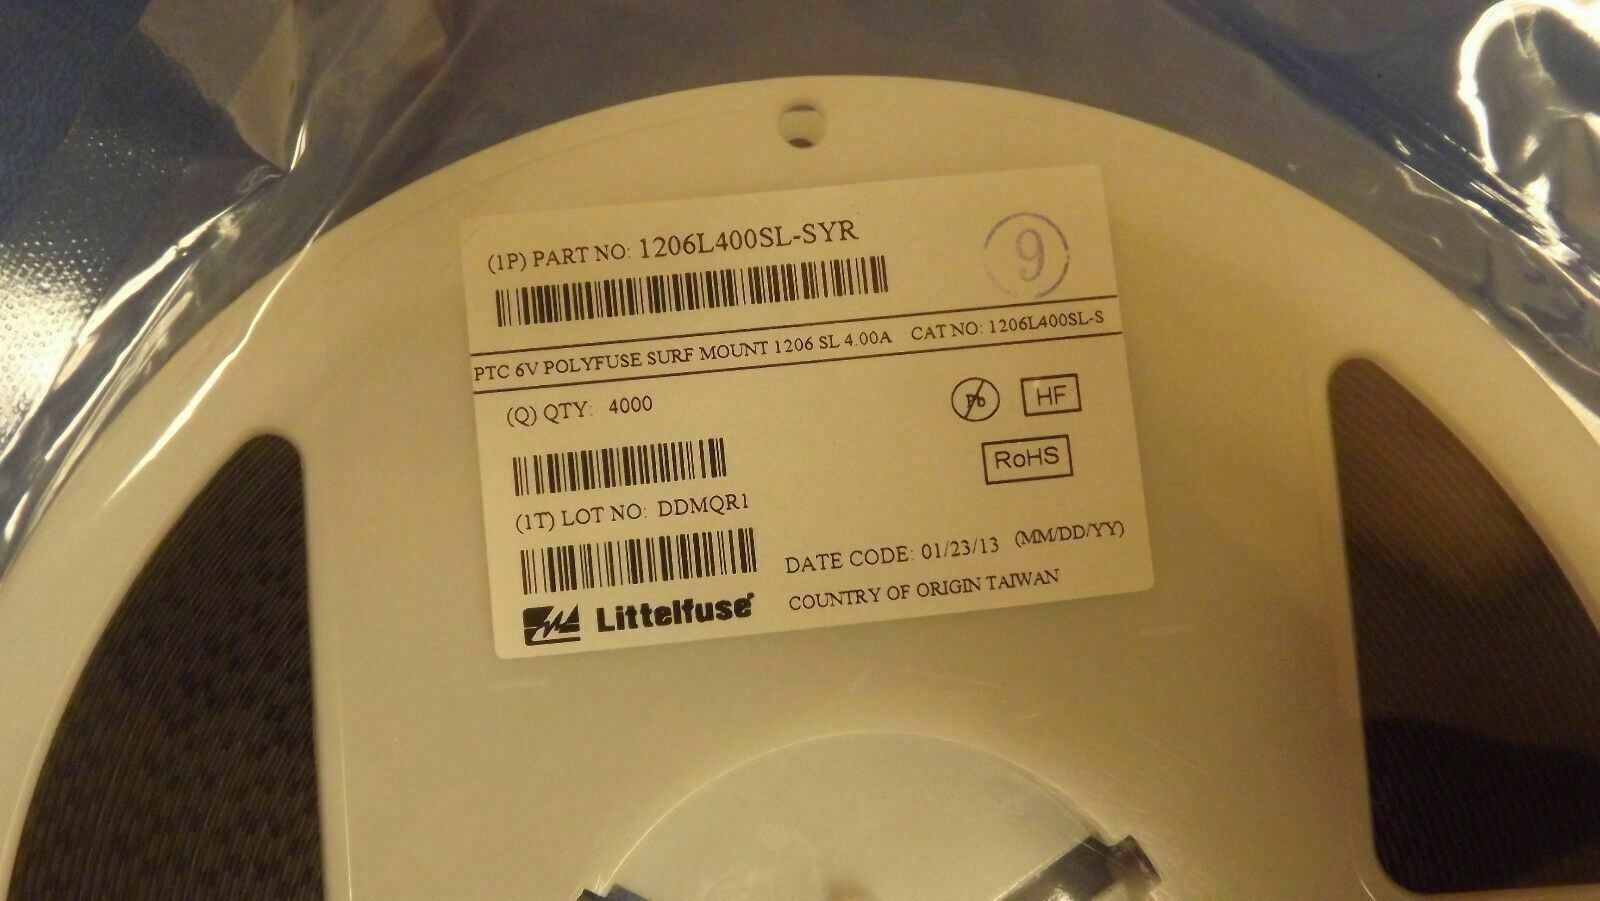 (1P) PART NO: 1206L400SL-SYR
9
PTC 6V POLYFUSE SURF MOUNT 1206 SL 4.00A CAT NO: 1206L400SL-S
(Q) QTY: 4000
Pb
HF
RoHS
(1T) LOT NO: DDMQR1
DATE CODE: 01/23/13 (MM/DD/YY)
COUNTRY OF ORIGIN TAIWAN
Littelfuse